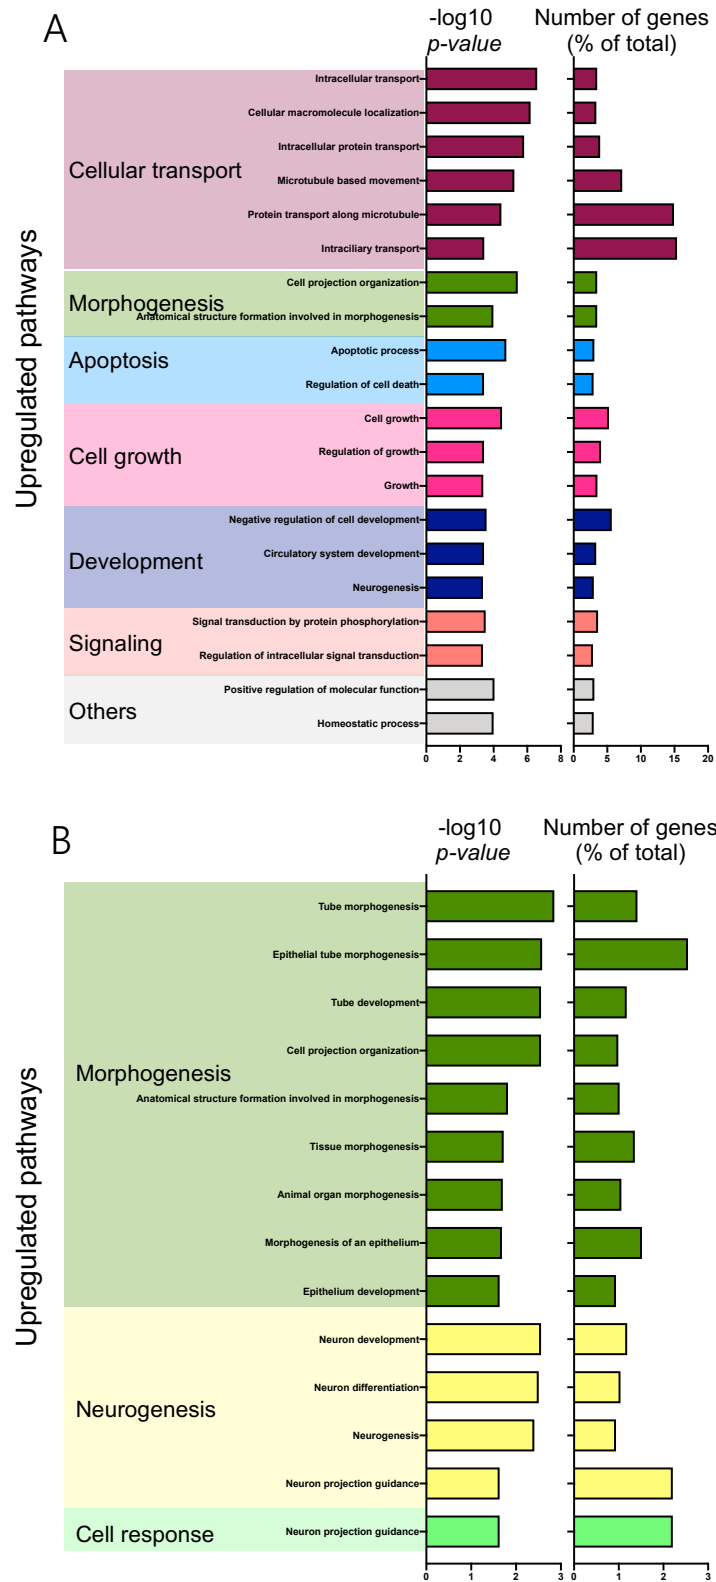 A
-log10
p-value
Number of genes
(% of total)
Upregulated pathways
Cellular transport
Intracellular transport
Cellular macromolecule localization
Intracellular protein transport
Microtubule based movement
Protein transport along microtubule
Intraciliary transport
Morphogenesis
Cell projection organization
Anatomical structure formation involved in morphogenesis
Apoptosis
Apoptotic process
Regulation of cell death
Cell growth
Cell growth
Regulation of growth
Growth
Development
Negative regulation of cell development
Circulatory system development
Neurogenesis
Signaling
Signal transduction by protein phosphorylation
Regulation of intracellular signal transduction
Others
Positive regulation of molecular function
Homeostatic process
0 2 4 6 8 0 5 10 15 20
B
-log10
p-value
Number of genes
(% of total)
Upregulated pathways
Morphogenesis
Tube morphogenesis
Epithelial tube morphogenesis
Tube development
Cell projection organization
Anatomical structure formation involved in morphogenesis
Tissue morphogenesis
Animal organ morphogenesis
Morphogenesis of an epithelium
Epithelium development
Neurogenesis
Neuron development
Neuron differentiation
Neurogenesis
Neuron projection guidance
Cell response
Neuron projection guidance
0 1 2 3 0 1 2 3